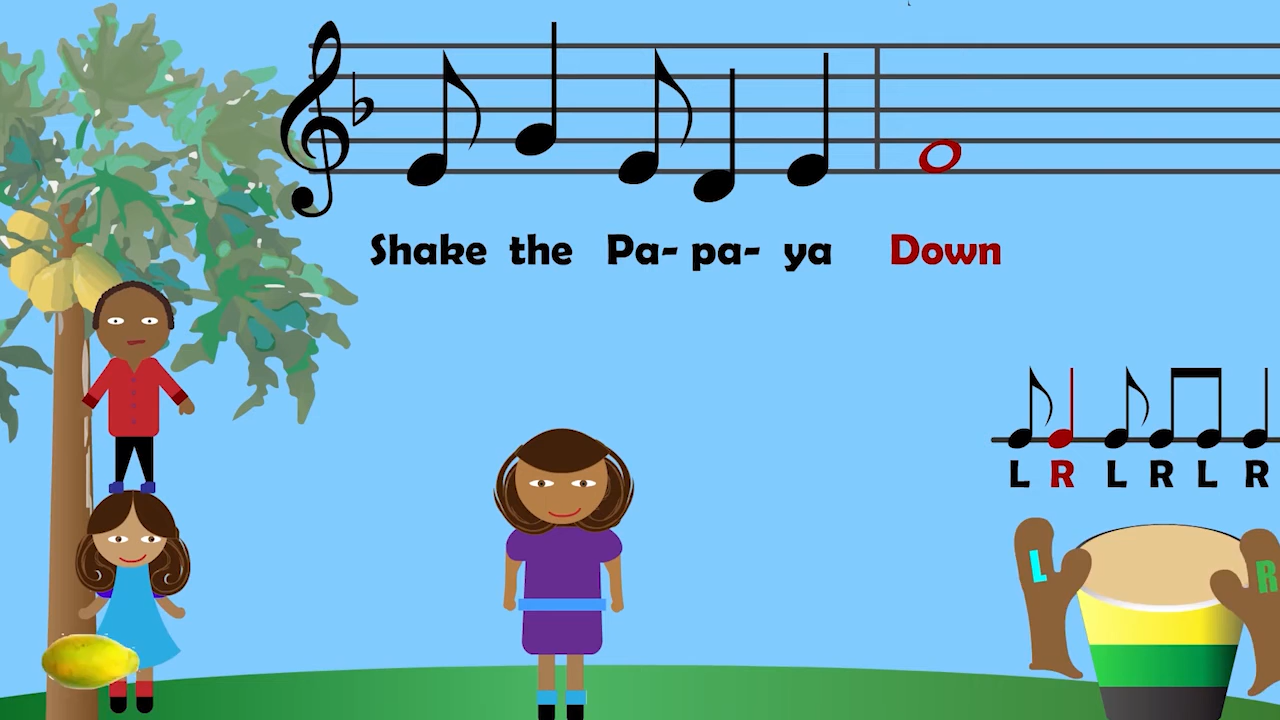 Shake the Pa- pa- ya Down
L R L R L R
L R